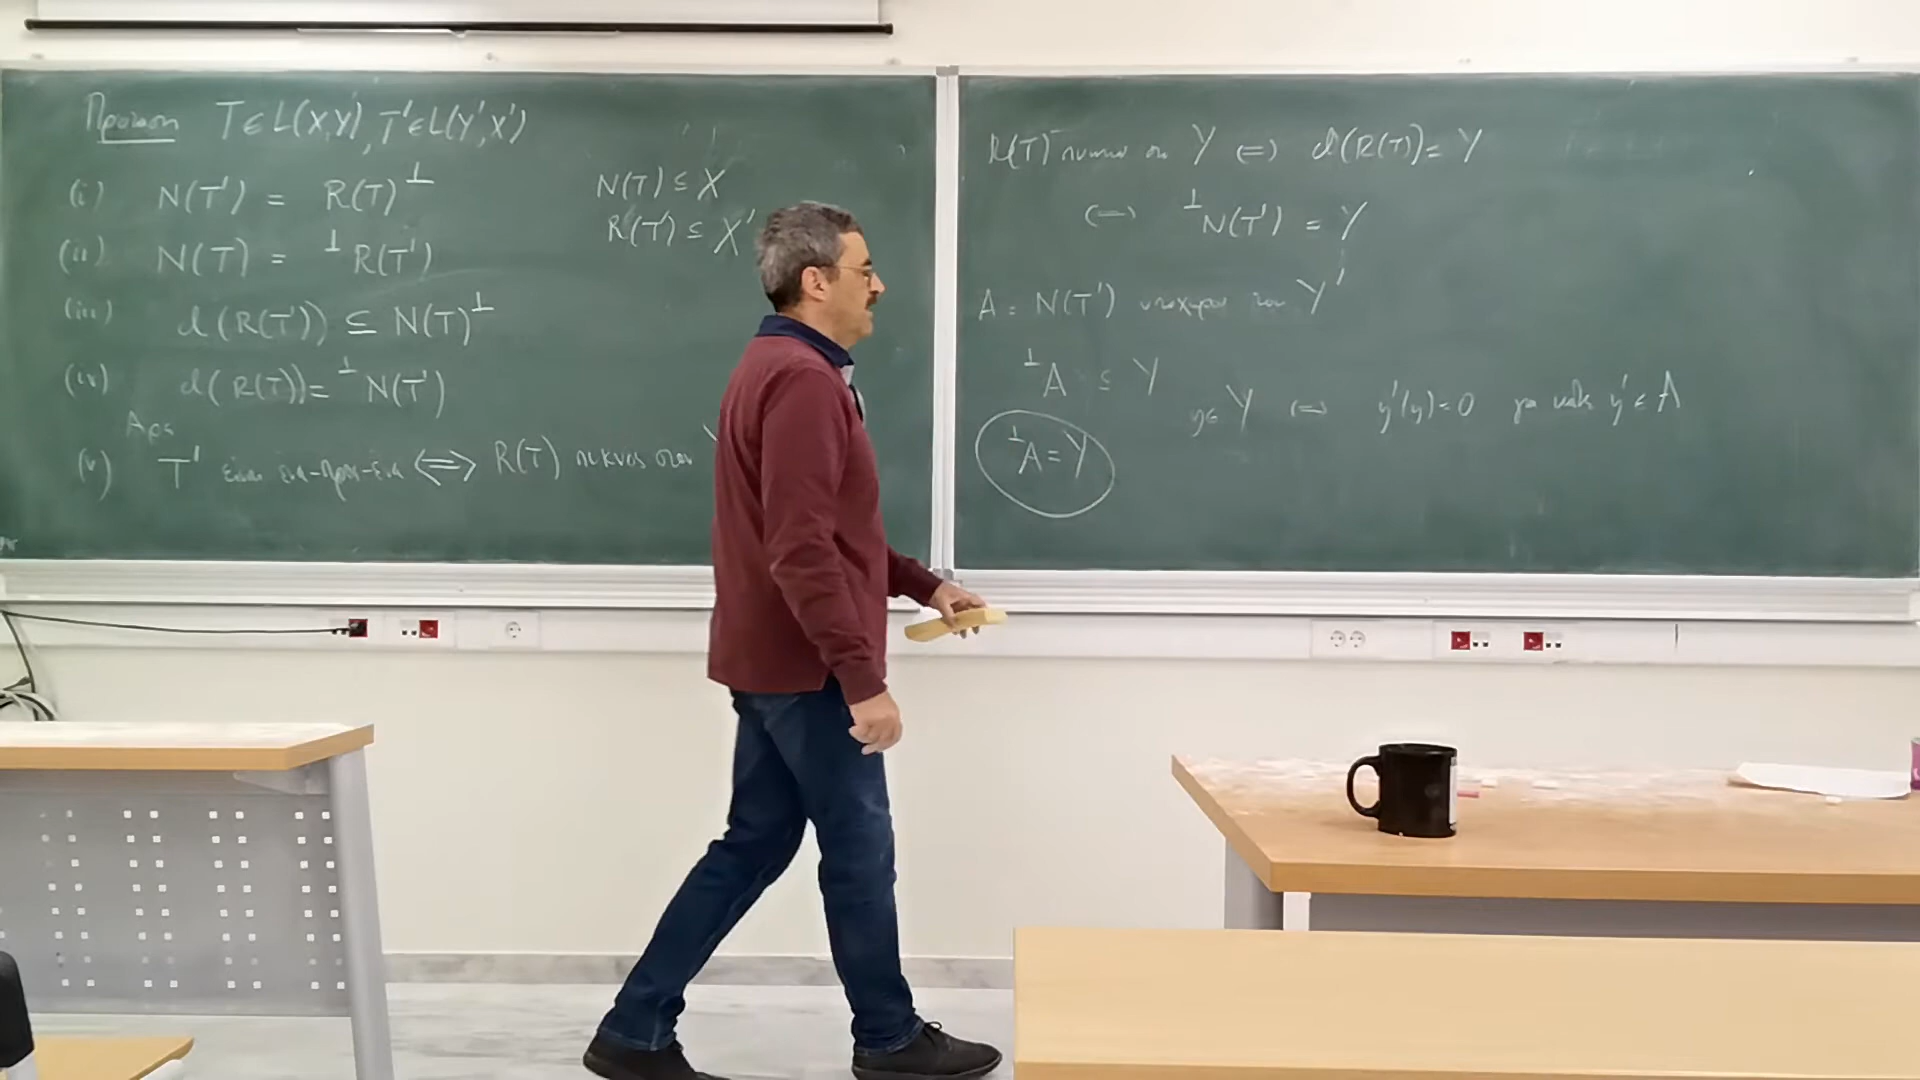 Πρόταση T∈L(X,Y), T'∈L(Y',X')
(i) N(T') = R(T)^⊥
(ii) N(T) = ^⊥R(T')
(iii) cl(R(T')) ⊆ N(T)^⊥
(iv) cl(R(T)) = ^⊥N(T')
Άρα
(v) T' είναι ένα-προς-ένα ⟺ R(T) πυκνός στον
N(T) ⊆ X
R(T') ⊆ X'
R(T) πυκνό στο Y ⟺ cl(R(T)) = Y
⟺ ^⊥N(T') = Y
A = N(T') υπόχωρος του Y'
^⊥A ⊆ Y
y∈Y ⟺ y'(y)=0 για κάθε y'∈A
^⊥A = Y